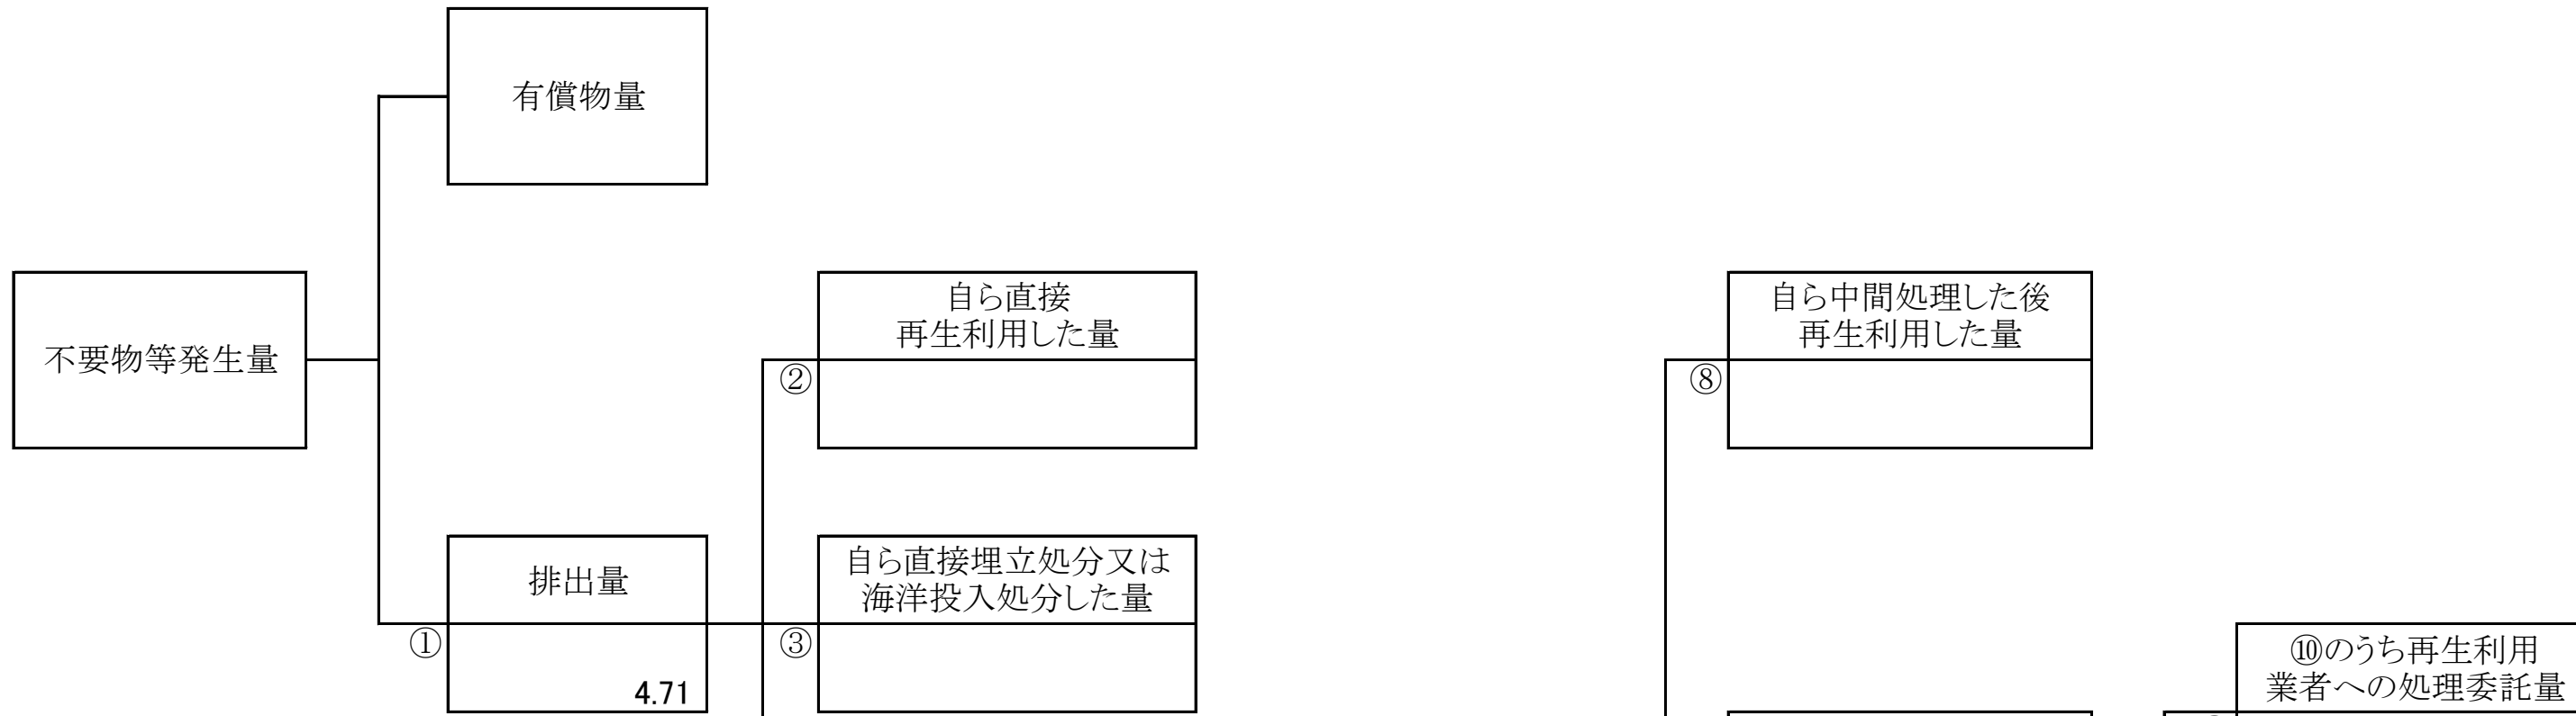 有償物量
不要物等発生量
自ら直接
再生利用した量
②
自ら中間処理した後
再生利用した量
⑧
排出量
①
4.71
自ら直接埋立処分又は
海洋投入処分した量
③
⑩のうち再生利用
業者への処理委託量